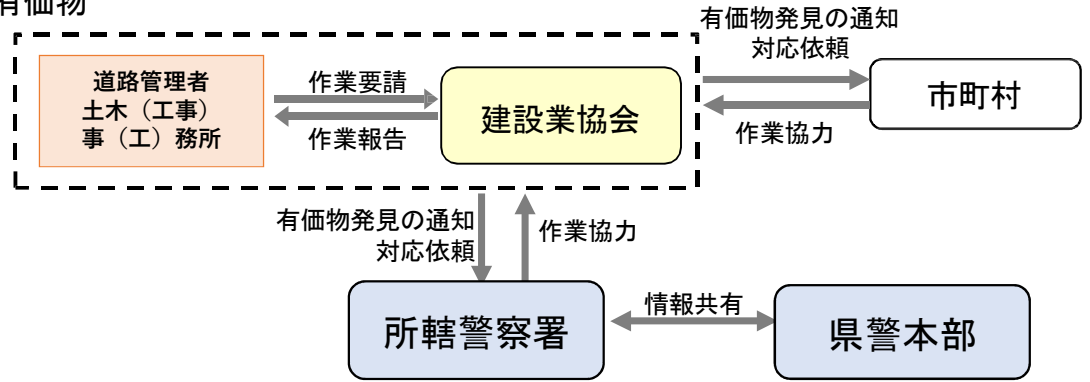 有価物
有価物発見の通知
対応依頼
道路管理者
土木（工事）
事（工）務所
作業要請
作業報告
建設業協会
市町村
作業協力
有価物発見の通知
対応依頼
作業協力
所轄警察署
情報共有
県警本部